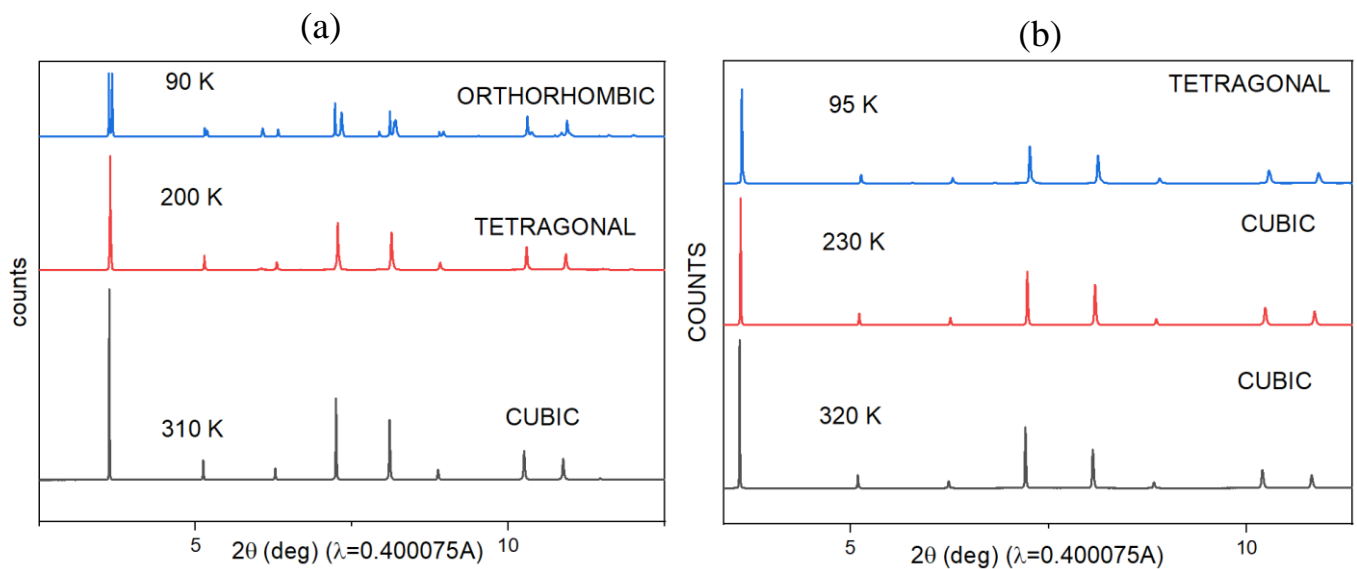 (a)
90 K
ORTHORHOMBIC
200 K
TETRAGONAL
310 K
CUBIC
counts
5
10
2θ (deg) (λ=0.400075A)
(b)
95 K
TETRAGONAL
230 K
CUBIC
320 K
CUBIC
COUNTS
5
10
2θ (deg) (λ=0.400075A)